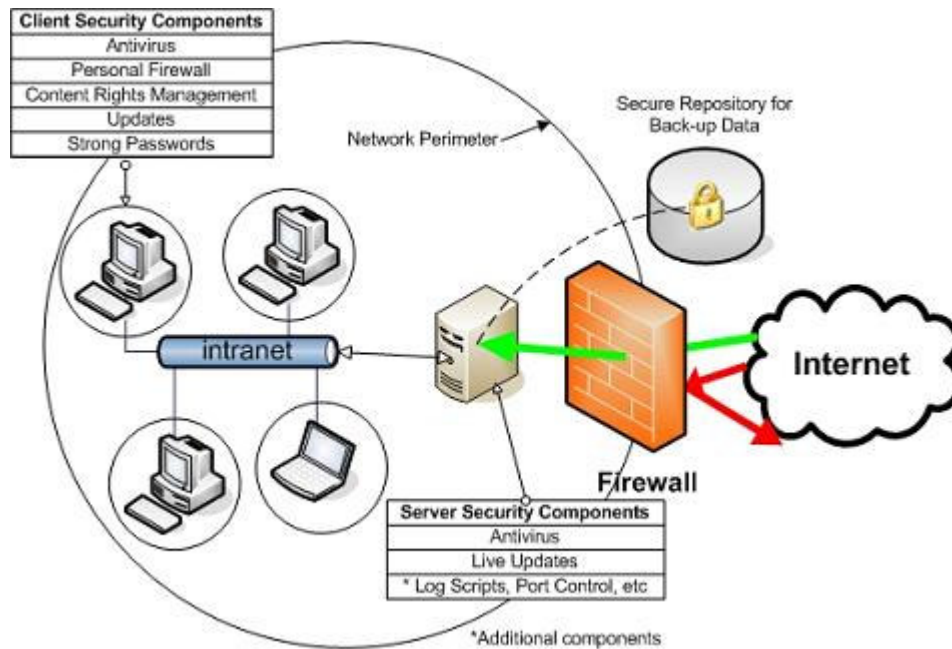 Client Security Components
Antivirus
Personal Firewall
Content Rights Management
Updates
Strong Passwords
Network Perimeter
Secure Repository for
Back-up Data
intranet
Internet
Firewall
Server Security Components
Antivirus
Live Updates
* Log Scripts, Port Control, etc
*Additional components